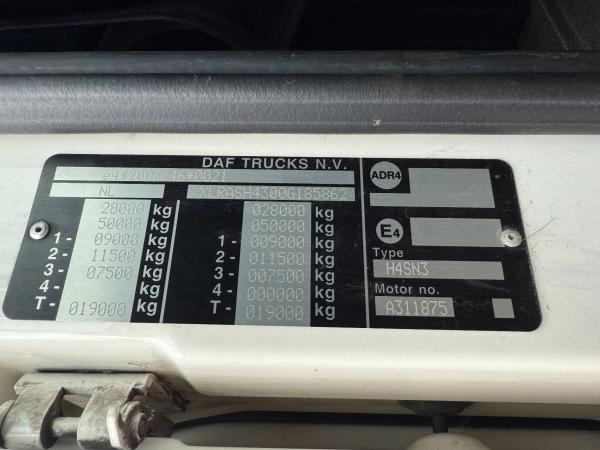 DAF TRUCKS N.V.
e4*2007/46*0021
NL XLRASH4300G185862
28000 kg 028000 kg
50000 kg 050000 kg
1- 09000 kg 1- 009000 kg
2- 11500 kg 2- 011500 kg
3- 07500 kg 3- 007500 kg
4- kg 4- 000000 kg
T- 019000 kg T- 019000 kg
ADR4
E4
Type
H4SN3
Motor no.
A311875